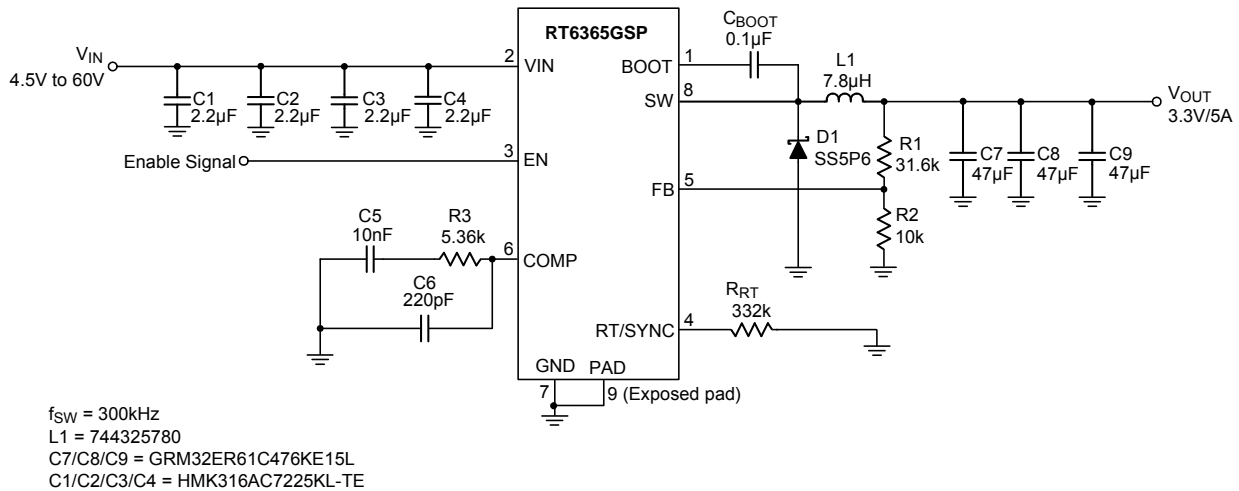 RT6365GSP
VIN
4.5V to 60V
2
VIN
C1
2.2µF
C2
2.2µF
C3
2.2µF
C4
2.2µF
Enable Signal
3
EN
C5
10nF
R3
5.36k
6
COMP
C6
220pF
GND
7
PAD
9 (Exposed pad)
BOOT
1
CBOOT
0.1µF
SW
8
L1
7.8µH
VOUT
3.3V/5A
D1
SS5P6
R1
31.6k
C7
47µF
C8
47µF
C9
47µF
FB
5
R2
10k
RT/SYNC
4
RRT
332k
fSW = 300kHz
L1 = 744325780
C7/C8/C9 = GRM32ER61C476KE15L
C1/C2/C3/C4 = HMK316AC7225KL-TE